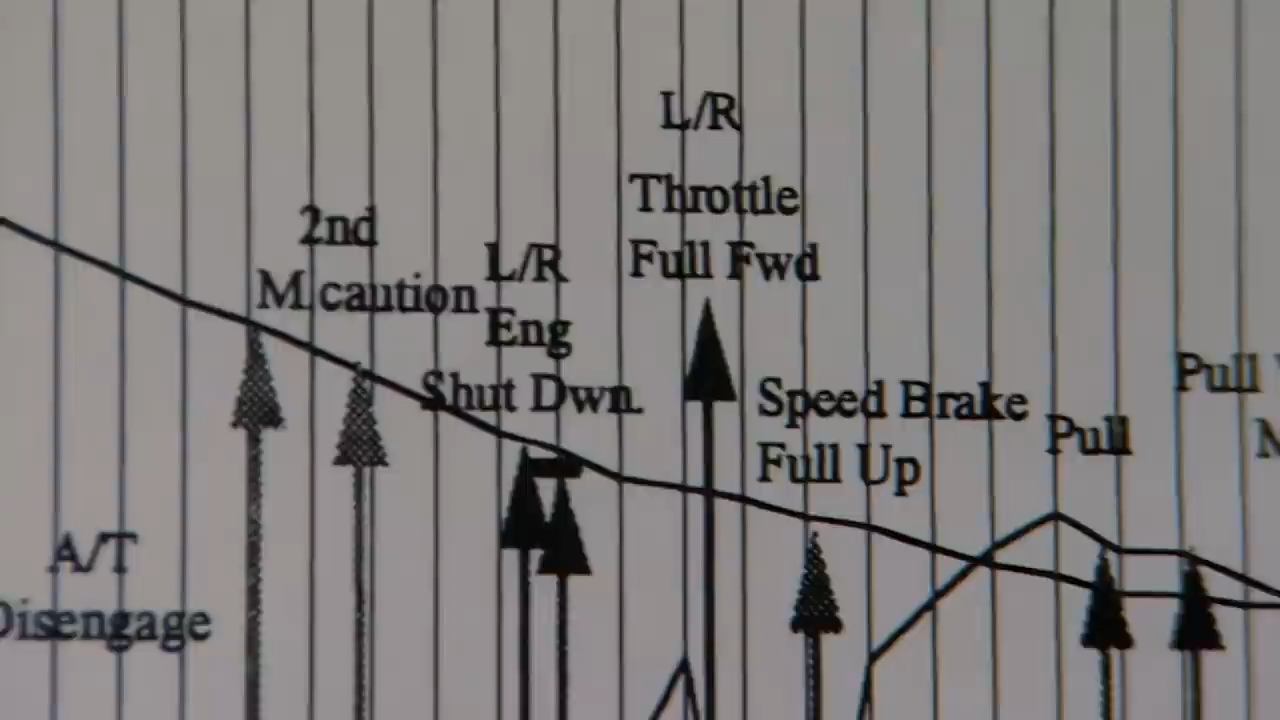 L/R
Throttle
Full Fwd
2nd
M caution
L/R
Eng
Shut Dwn.
Speed Brake
Full Up
Pull
Pull
A/T
Disengage